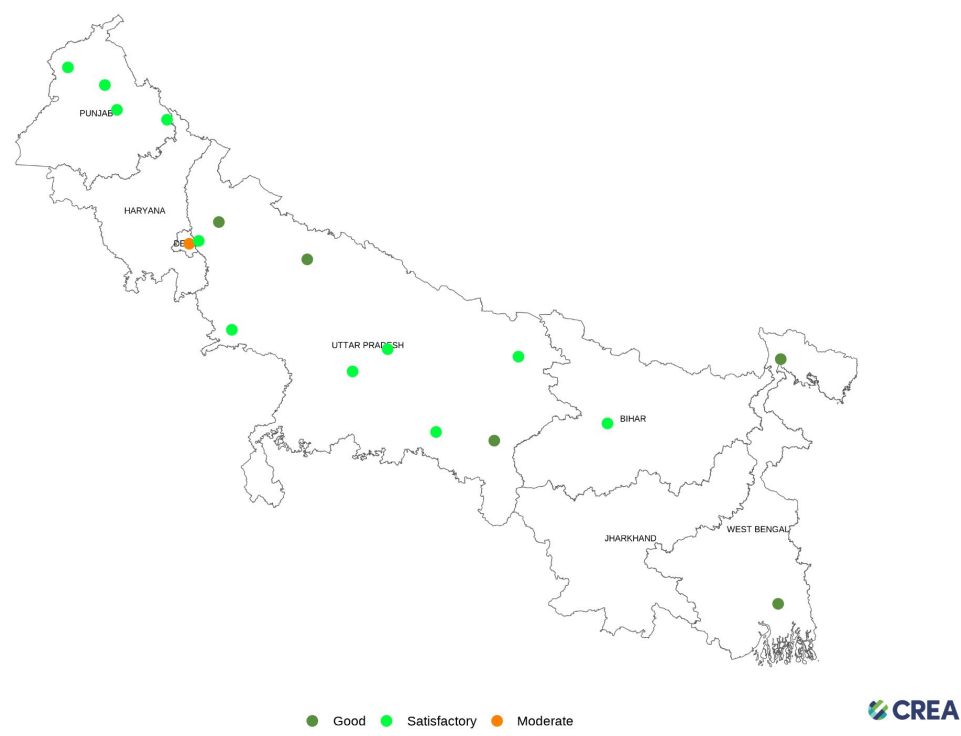 PUNJAB
HARYANA
UTTAR PRADESH
BIHAR
WEST BENGAL
JHARKHAND
Good Satisfactory Moderate
CREA